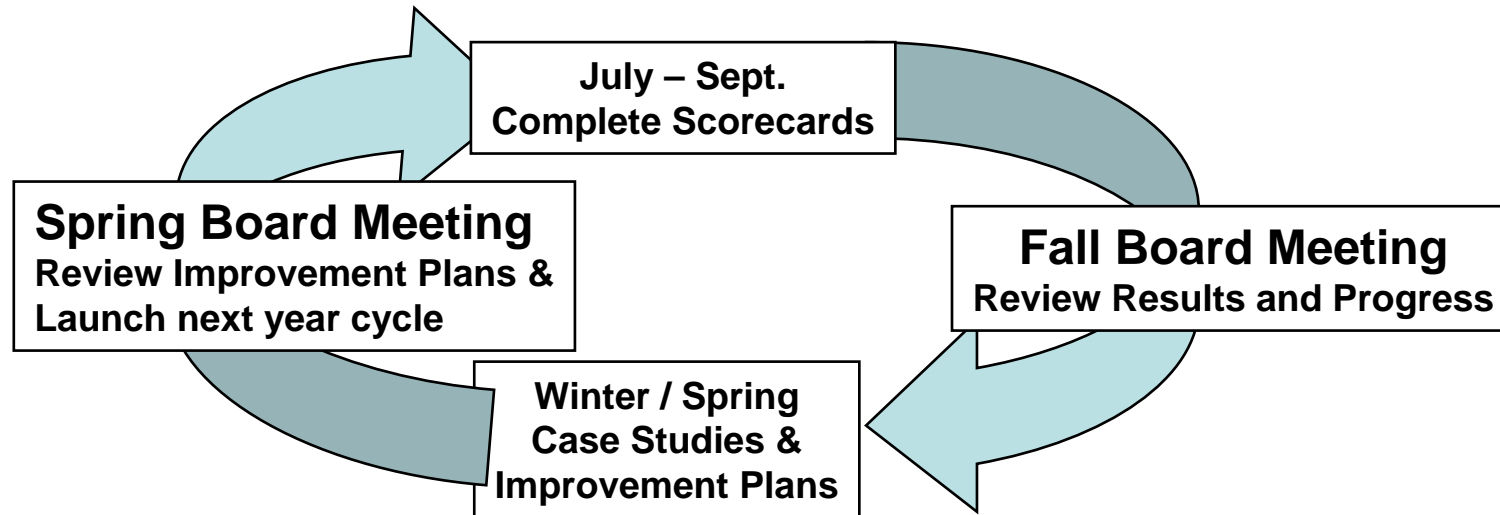 July – Sept.
Complete Scorecards
Spring Board Meeting
Review Improvement Plans &
Launch next year cycle
Fall Board Meeting
Review Results and Progress
Winter / Spring
Case Studies &
Improvement Plans